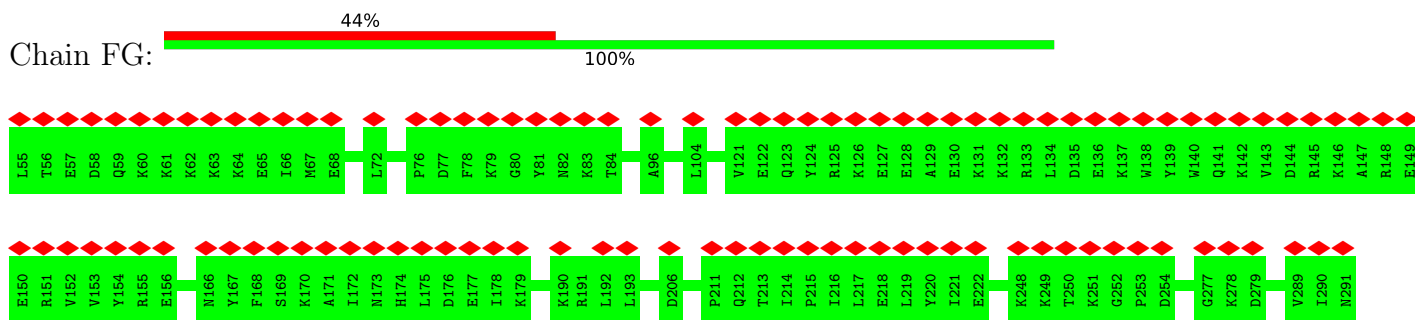 44%
Chain FG:
100%
L55 T56 E57 D58 Q59 K60 K61 K62 K63 K64 E65 I66 M67 E68 L72 P76 D77 F78 K79 G80 Y81 N82 K83 T84 A96 L104 V121 E122 Q123 Y124 R125 K126 E127 E128 A129 E130 K131 K132 R133 L134 D135 E136 K137 W138 Y139 W140 Q141 K142 V143 D144 R145 K146 A147 R148 E149
E150 R151 V152 V153 Y154 R155 E156 N166 Y167 F168 S169 K170 A171 I172 N173 H174 L175 D176 E177 I178 K179 K190 R191 L192 L193 D206 P211 Q212 T213 I214 P215 I216 L217 E218 L219 Y220 I221 E222 K248 K249 T250 K251 G252 P253 D254 G277 K278 D279 V289 I290 N291